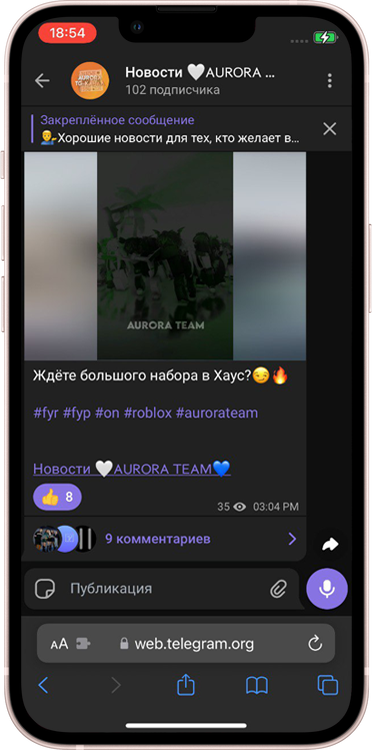 18:54
Новости 🤍AURORA ...
102 подписчика
Закреплённое сообщение
👨‍💼Хорошие новости для тех, кто желает в...
AURORA TEAM
Ждёте большого набора в Хаус?😏🔥
#fyr #fyp #on #roblox #aurorateam
Новости 🤍AURORA TEAM💙
👍 8
35 03:04 PM
9 комментариев
Публикация
AA web.telegram.org